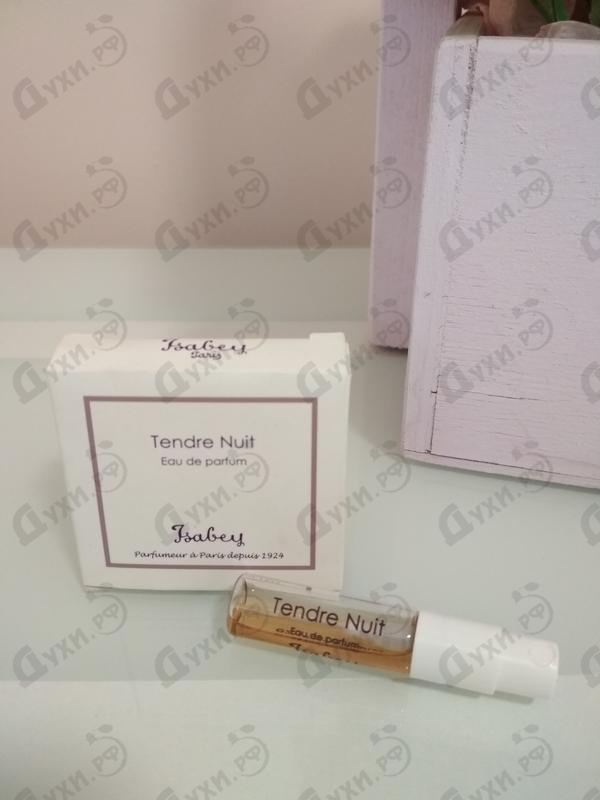 Isabey
Paris
Tendre Nuit
Eau de parfum
Isabey
Parfumeur à Paris depuis 1924
Tendre Nuit
Eau de parfum
Isabey
Духи.рф